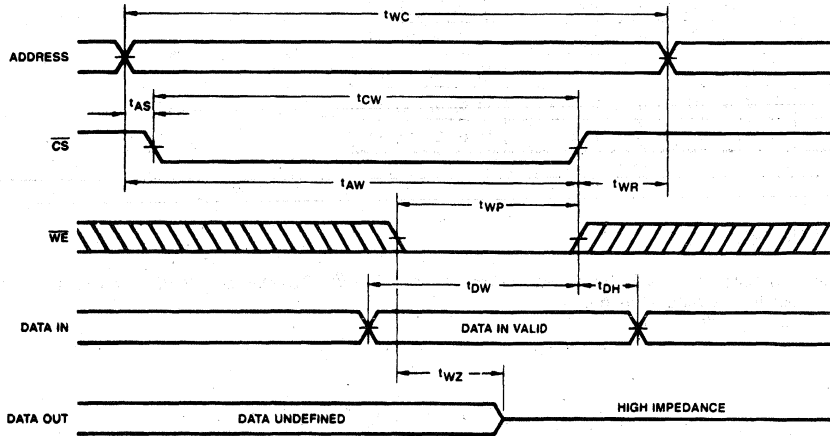 tWC
ADDRESS
tAS
tCW
CS
tAW
tWR
tWP
WE
tDW
tDH
DATA IN
DATA IN VALID
tWZ
DATA OUT
DATA UNDEFINED
HIGH IMPEDANCE